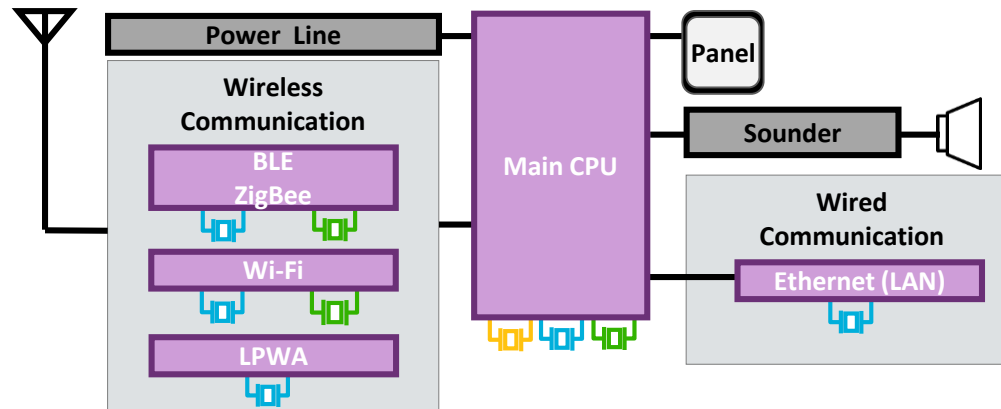 Power Line
Panel
Wireless
Communication
BLE
ZigBee
Wi-Fi
LPWA
Main CPU
Sounder
Wired
Communication
Ethernet (LAN)